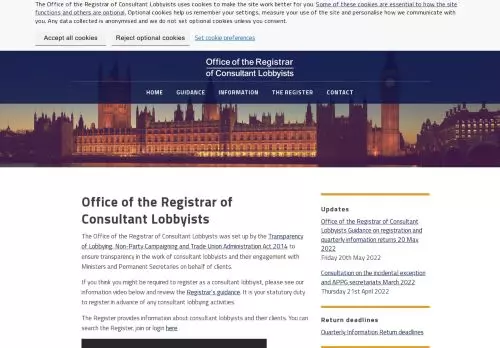 The Office of the Registrar of Consultant Lobbyists uses cookies to make the site work better for you. Some of these cookies are essential to how the site
functions and others are optional. Optional cookies help us remember your settings, measure your use of the site and personalise how we communicate with
you. Any data collected is anonymised and we do not set optional cookies unless you consent.
Accept all cookies Reject optional cookies Set cookie preferences
Office of the Registrar
of Consultant Lobbyists
HOME GUIDANCE INFORMATION THE REGISTER CONTACT
Office of the Registrar of
Consultant Lobbyists
The Office of the Registrar of Consultant Lobbyists was set up by the Transparency
of Lobbying, Non-Party Campaigning and Trade Union Administration Act 2014 to
ensure transparency in the work of consultant lobbyists and their engagement with
Ministers and Permanent Secretaries on behalf of clients.
If you think you might be required to register as a consultant lobbyist, please see our
information video below and review the Registrar's guidance. It is your statutory duty
to register in advance of any consultant lobbying activities.
The Register provides information about consultant lobbyists and their clients. You can
search the Register, join or login here.
Updates
Office of the Registrar of Consultant
Lobbyists Guidance on registration and
quarterly information returns 20 May
2022
Friday 20th May 2022
Consultation on the incidental exception
and APPG secretariats March 2022
Thursday 21st April 2022
Return deadlines
Quarterly Information Return deadlines